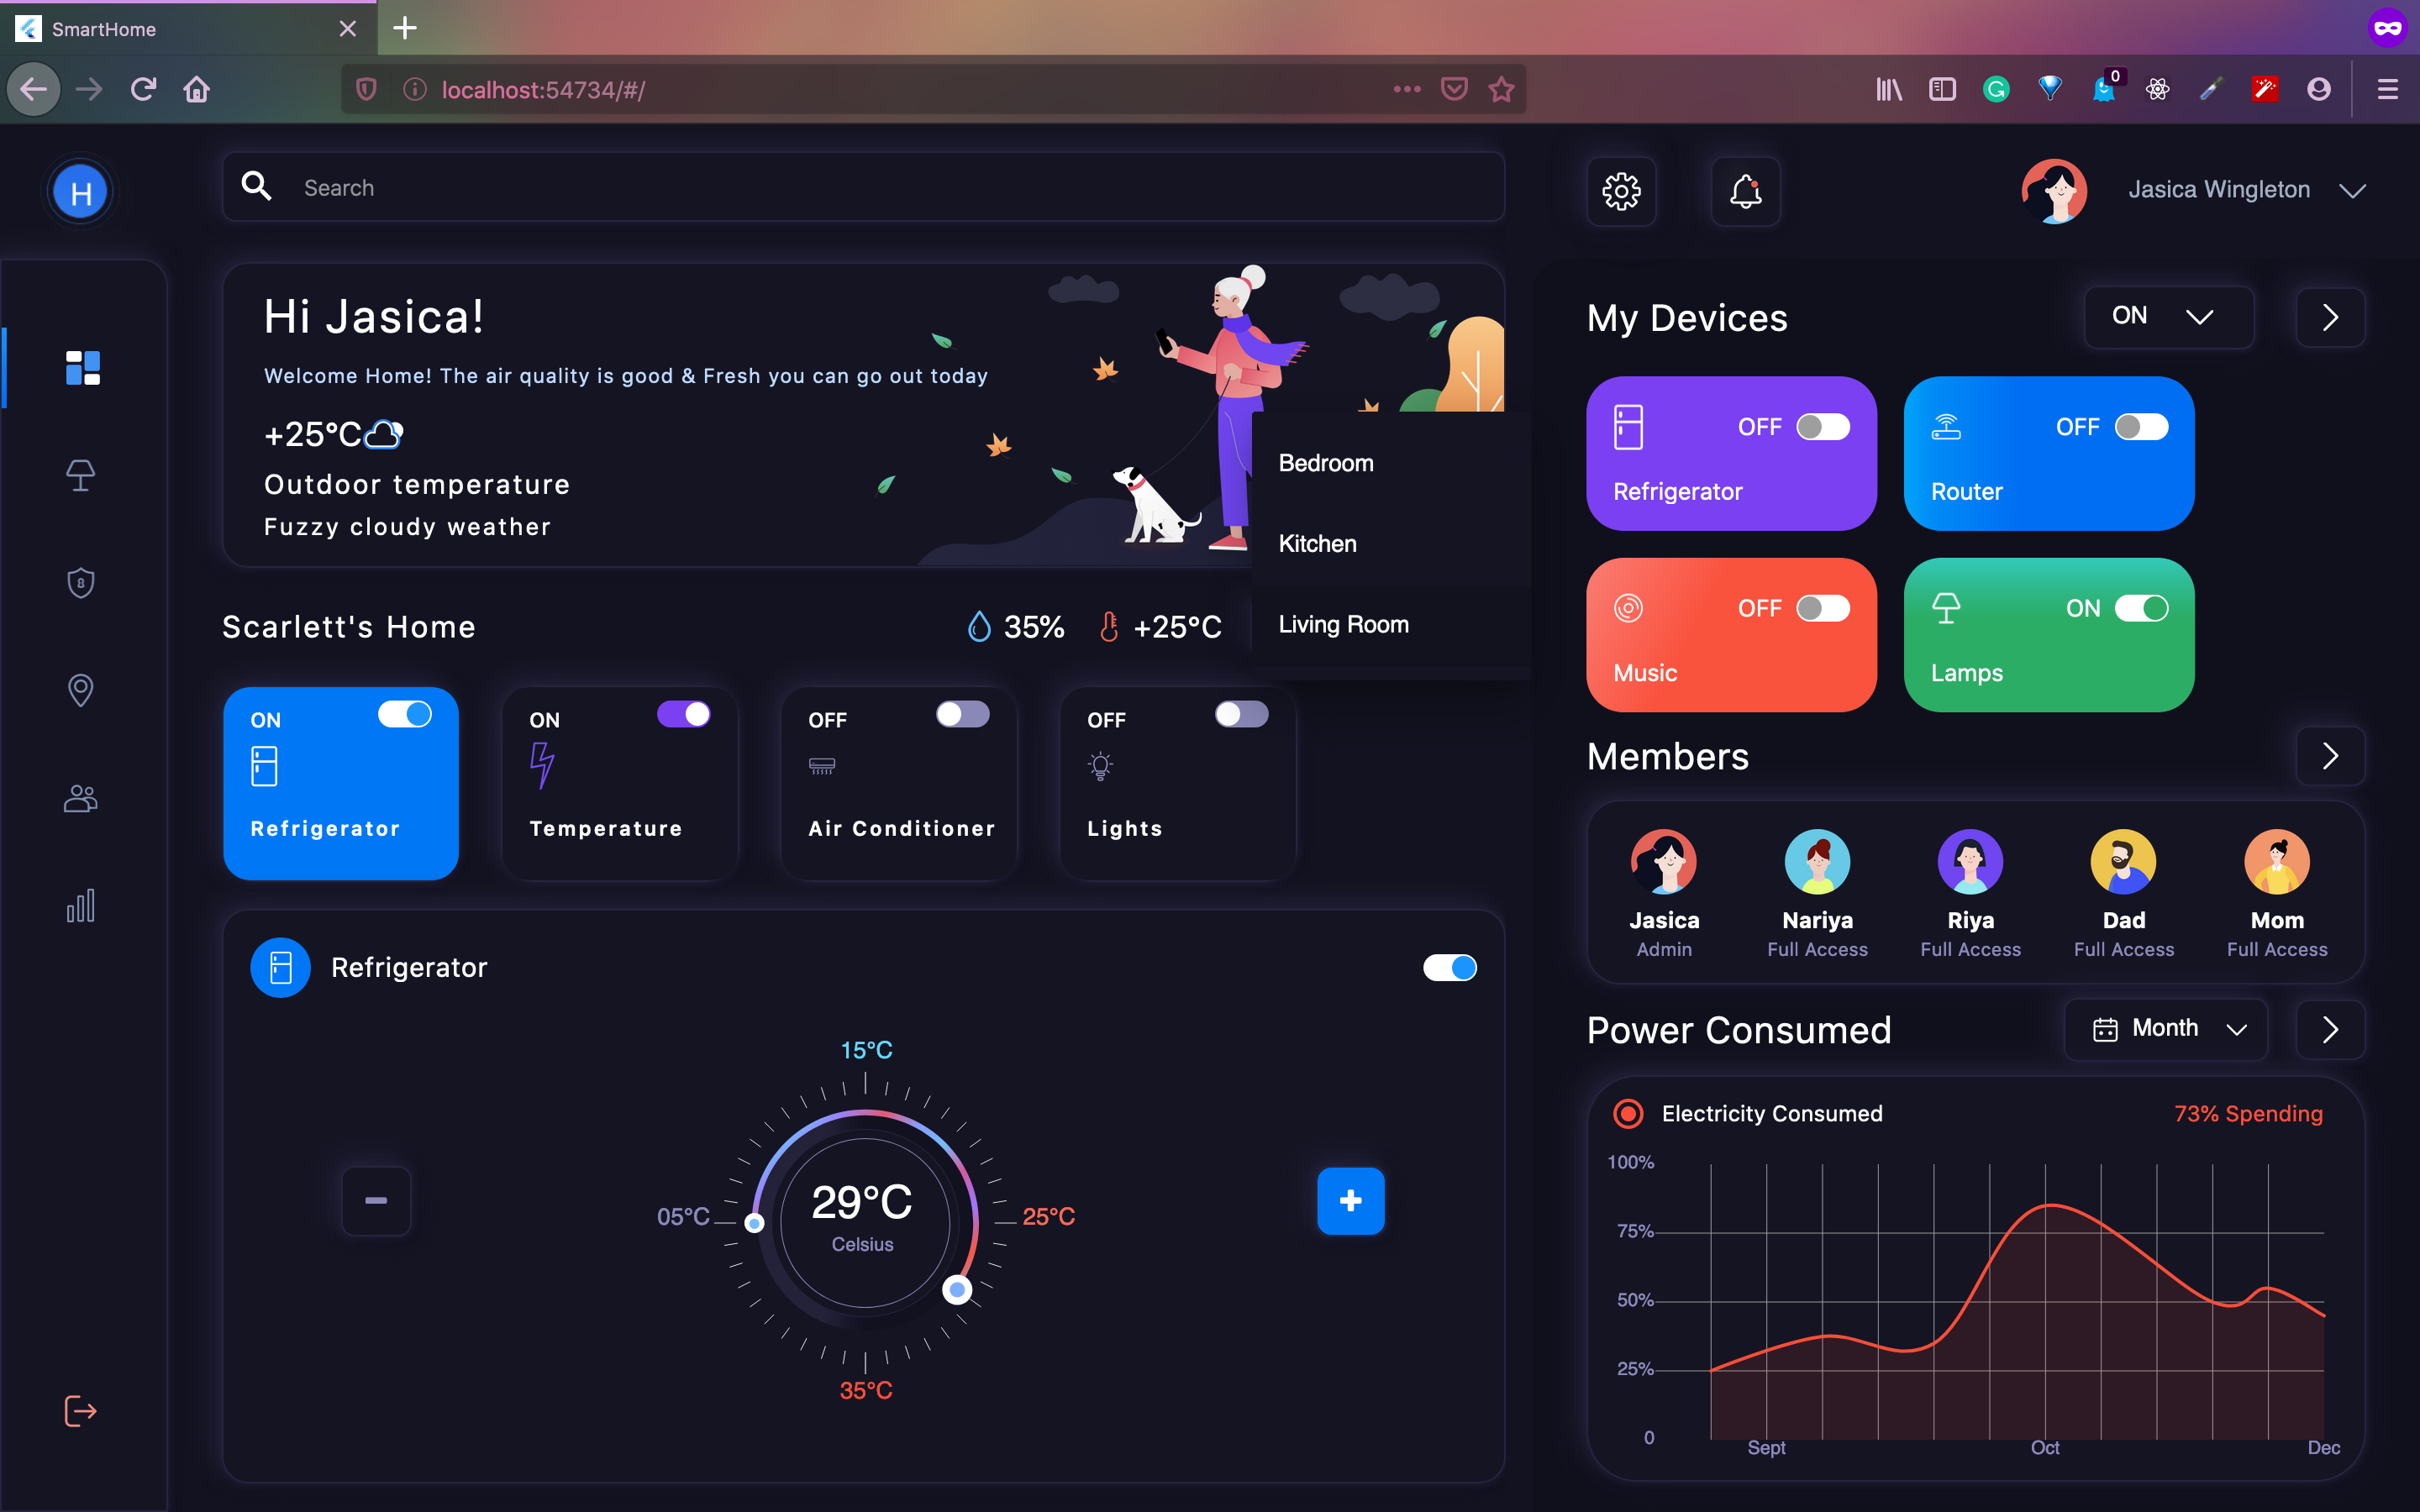 SmartHome
0
localhost:54734/#/
H
Search
Jasica Wingleton
Hi Jasica!
Welcome Home! The air quality is good & Fresh you can go out today
+25°C
Outdoor temperature
Fuzzy cloudy weather
Bedroom
Kitchen
Living Room
Scarlett's Home
35%
+25°C
ON
Refrigerator
ON
Temperature
OFF
Air Conditioner
OFF
Lights
Refrigerator
15°C
05°C
29°C
Celsius
25°C
35°C
My Devices
ON
OFF
Refrigerator
OFF
Router
OFF
Music
ON
Lamps
Members
Jasica
Admin
Nariya
Full Access
Riya
Full Access
Dad
Full Access
Mom
Full Access
Power Consumed
Month
Electricity Consumed
73% Spending
100%
75%
50%
25%
0
Sept
Oct
Dec